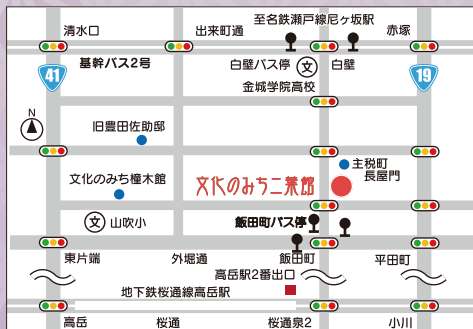 至名鉄瀬戸線尼ヶ坂駅
清水口
出来町通
赤塚
基幹バス2号
白壁バス停
文
白壁
41
19
金城学院高校
N
旧豊田佐助邸
主税町
長屋門
文化のみち橦木館
文化のみち二葉館
文
山吹小
飯田町バス停
東片端
外堀通
飯田町
平田町
高岳駅2番出口
地下鉄桜通線高岳駅
高岳
桜通
桜通泉2
小川